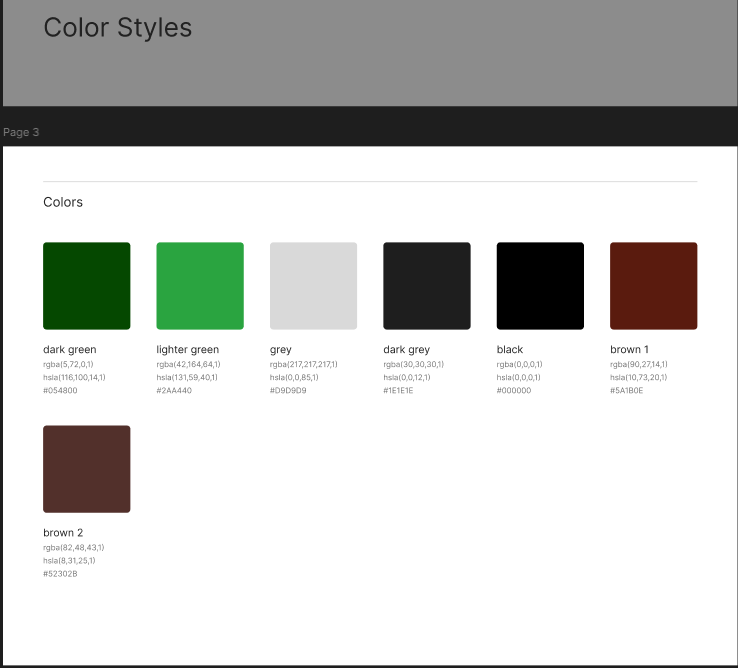 Color Styles
Page 3
Colors
dark green
rgba(5,72,0,1)
hsla(116,100,14,1)
#054800
lighter green
rgba(42,164,64,1)
hsla(131,59,40,1)
#2AA440
grey
rgba(217,217,217,1)
hsla(0,0,85,1)
#D9D9D9
dark grey
rgba(30,30,30,1)
hsla(0,0,12,1)
#1E1E1E
black
rgba(0,0,0,1)
hsla(0,0,0,1)
#000000
brown 1
rgba(90,27,14,1)
hsla(10,73,20,1)
#5A1B0E
brown 2
rgba(82,48,43,1)
hsla(8,31,25,1)
#52302B